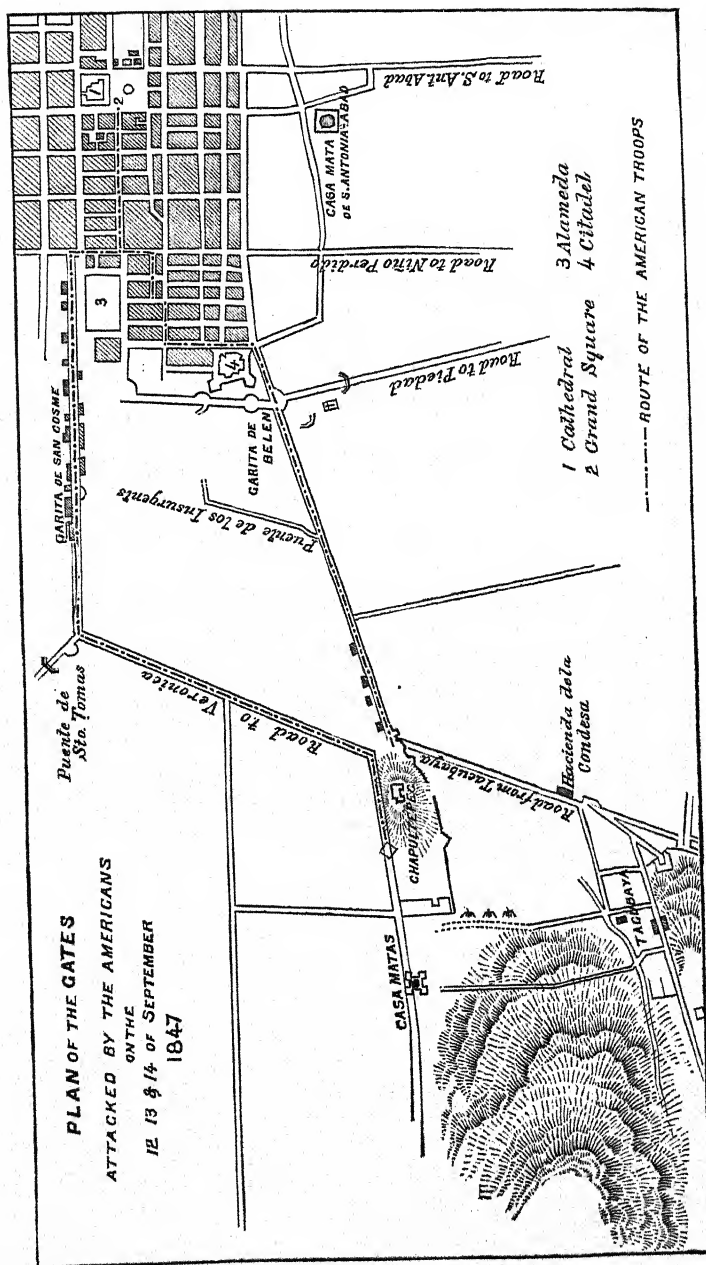 PLAN OF THE GATES
ATTACKED BY THE AMERICANS
ON THE
12 13 & 14 OF SEPTEMBER
1847
Puente de
Sto. Tomas
GARITA DE SAN COSME
Road to
Veronica
CASA MATAS
CHAPULTEPEC
TACUBAYA
Road from Tacubaya
Hacienda de la
Condesa
Puente de los Insurgents
GARITA DE
BELEN
Road to Piedad
Road to Niño Perdido
CASA MATA
DE S. ANTONIA-ABAD
Road to S. Ant. Abad
1
2
3
4
1 Cathedral
2 Grand Square
3 Alameda
4 Citadel
ROUTE OF THE AMERICAN TROOPS